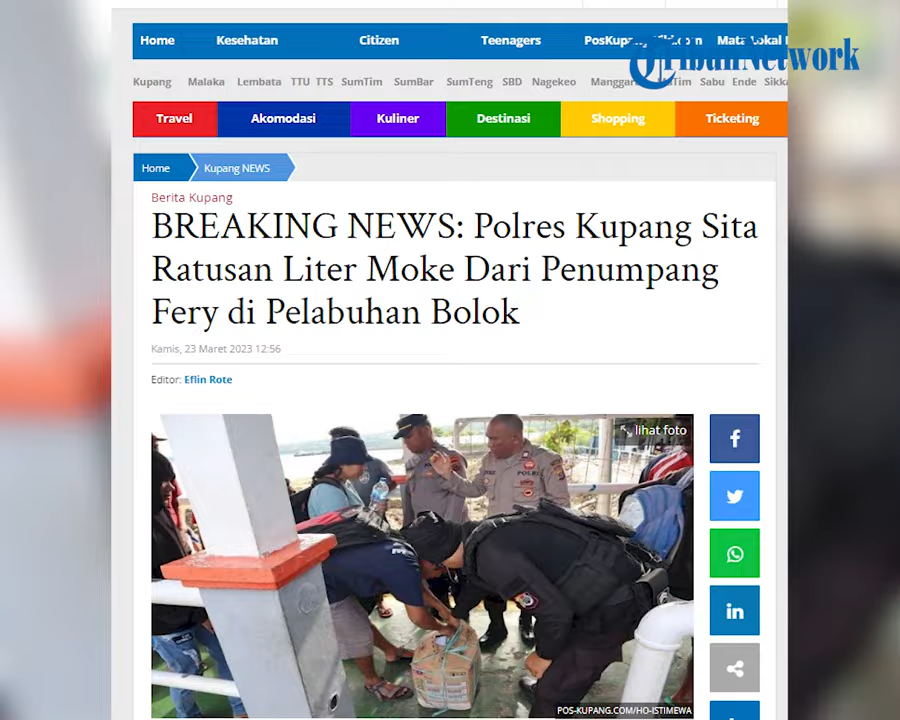 Home Kesehatan Citizen Teenagers Mata Lokal
TribunNetwork
Kupang Malaka Lembata TTU TTS SumTim SumBar SumTeng SBD Nagekeo Sabu Ende
Travel Akomodasi Kuliner Destinasi Shopping Ticketing
Home Kupang NEWS
Berita Kupang
BREAKING NEWS: Polres Kupang Sita
Ratusan Liter Moke Dari Penumpang
Fery di Pelabuhan Bolok
Kamis, 23 Maret 2023 12:56
Editor: Eflin Rote
lihat foto
POS-KUPANG.COM/HO-ISTIMEWA